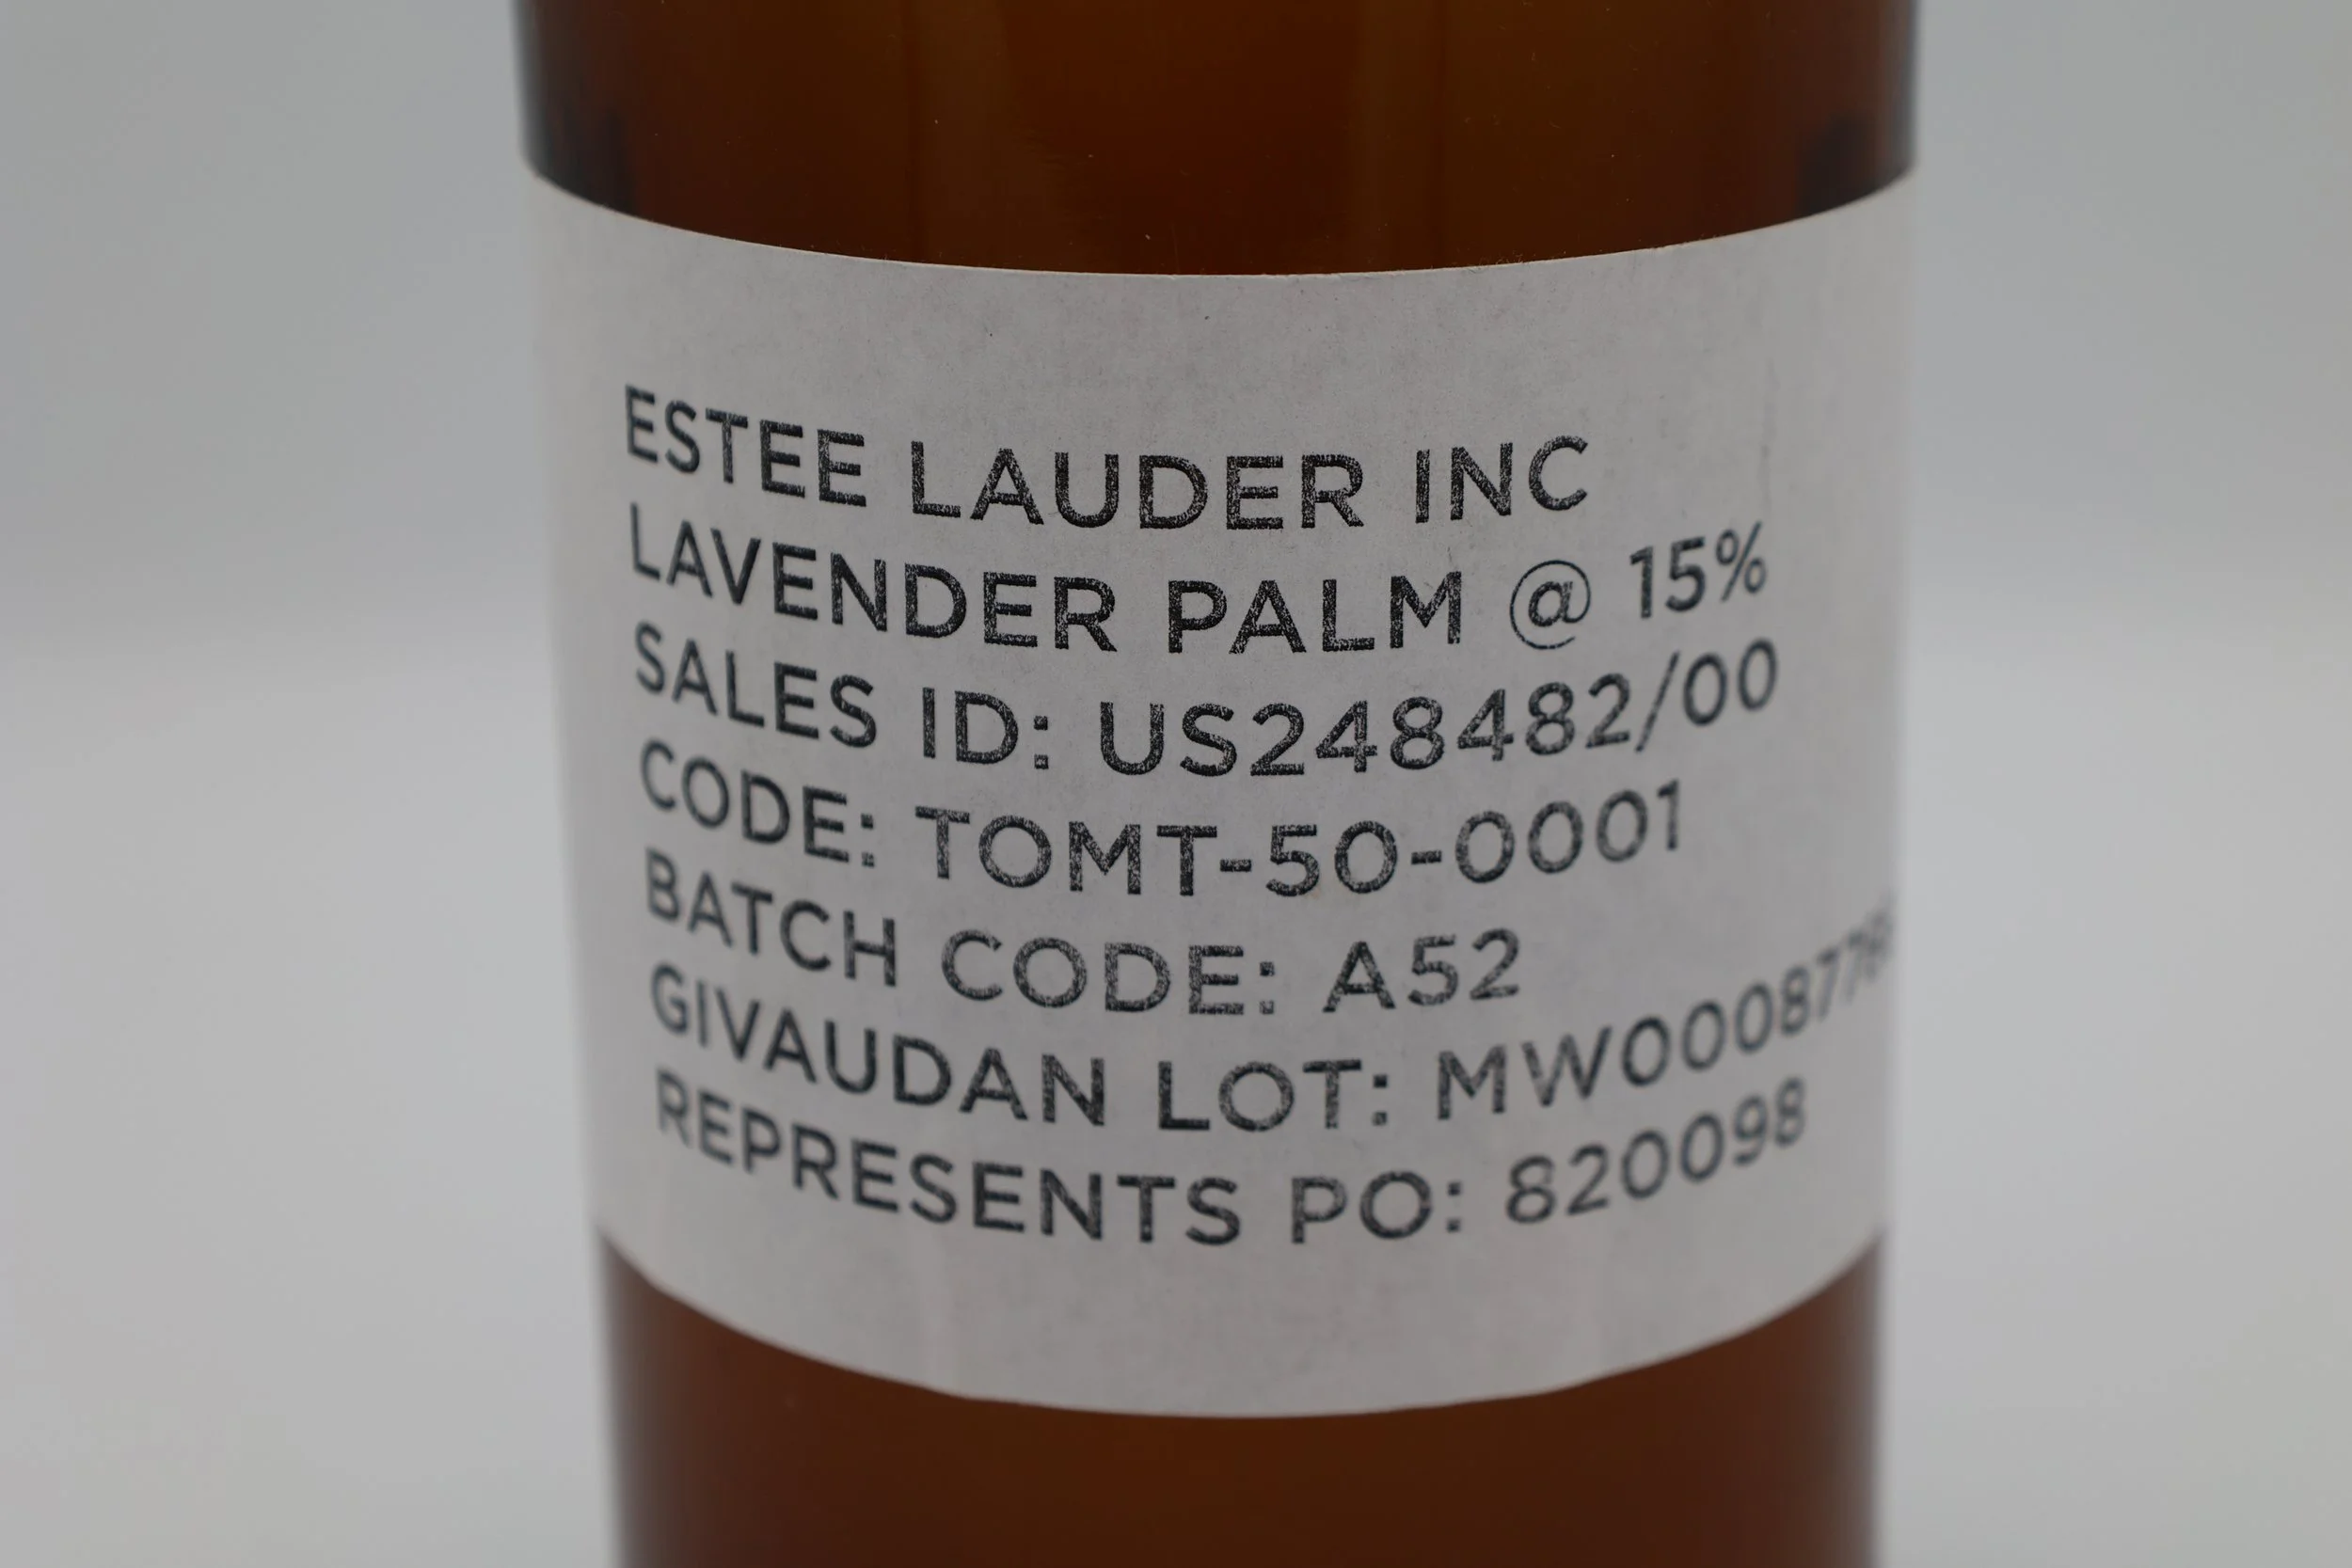 ESTEE LAUDER INC
LAVENDER PALM @ 15%
SALES ID: US248482/00
CODE: TOMT-50-0001
BATCH CODE: A52
GIVAUDAN LOT:
REPRESENTS PO: 820098